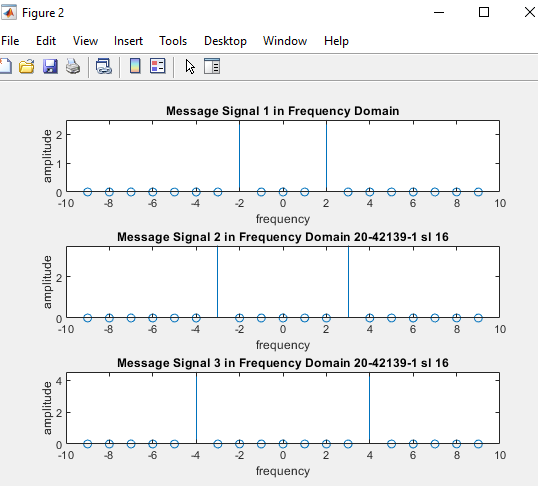 Figure 2
File Edit View Insert Tools Desktop Window Help
Message Signal 1 in Frequency Domain
amplitude
2
1
0
-10 -8 -6 -4 -2 0 2 4 6 8 10
frequency
Message Signal 2 in Frequency Domain 20-42139-1 sl 16
amplitude
2
0
-10 -8 -6 -4 -2 0 2 4 6 8 10
frequency
Message Signal 3 in Frequency Domain 20-42139-1 sl 16
amplitude
4
2
0
-10 -8 -6 -4 -2 0 2 4 6 8 10
frequency